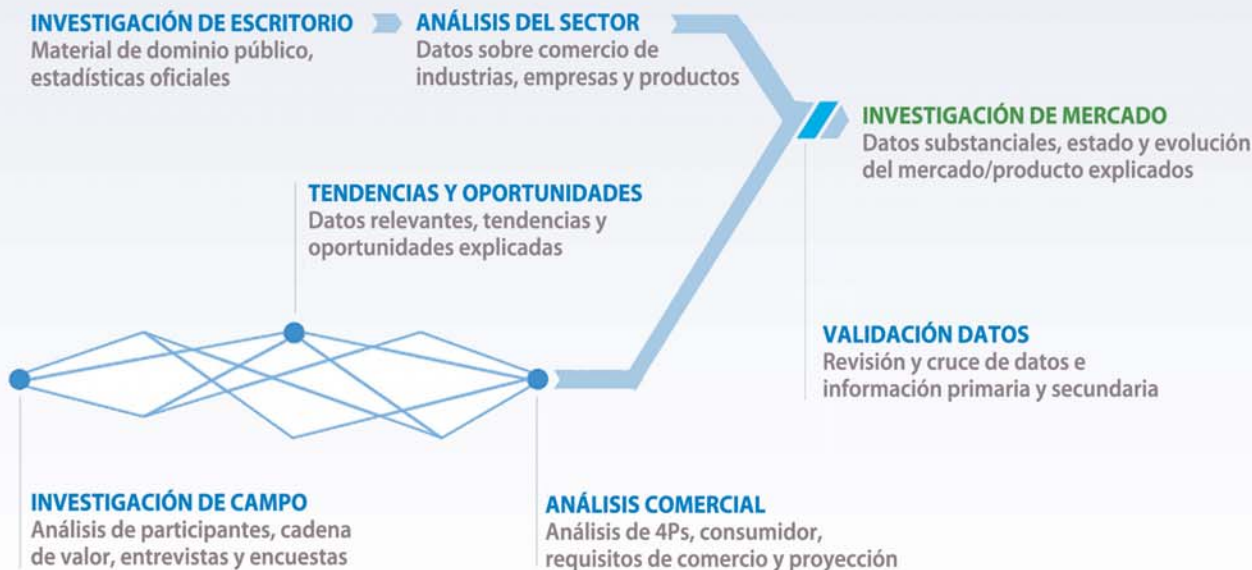 INVESTIGACIÓN DE ESCRITORIO
Material de dominio público,
estadísticas oficiales
ANÁLISIS DEL SECTOR
Datos sobre comercio de
industrias, empresas y productos
INVESTIGACIÓN DE MERCADO
Datos substanciales, estado y evolución
del mercado/producto explicados
TENDENCIAS Y OPORTUNIDADES
Datos relevantes, tendencias y
oportunidades explicadas
VALIDACIÓN DATOS
Revisión y cruce de datos e
información primaria y secundaria
INVESTIGACIÓN DE CAMPO
Análisis de participantes, cadena
de valor, entrevistas y encuestas
ANÁLISIS COMERCIAL
Análisis de 4Ps, consumidor,
requisitos de comercio y proyección